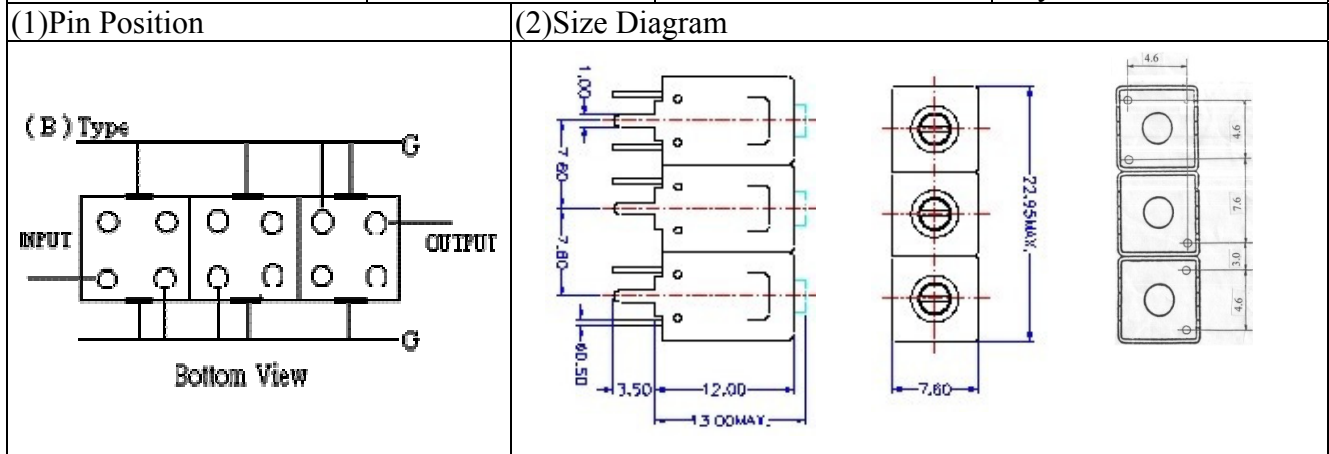 (1)Pin Position
(2)Size Diagram
(B)Type
G
INPUT
OUTPUT
G
Bottom View
1.00
7.60
7.60
ø0.50
3.50
12.00
13.00MAX.
22.95MAX.
7.60
4.6
4.6
7.6
3.0
4.6